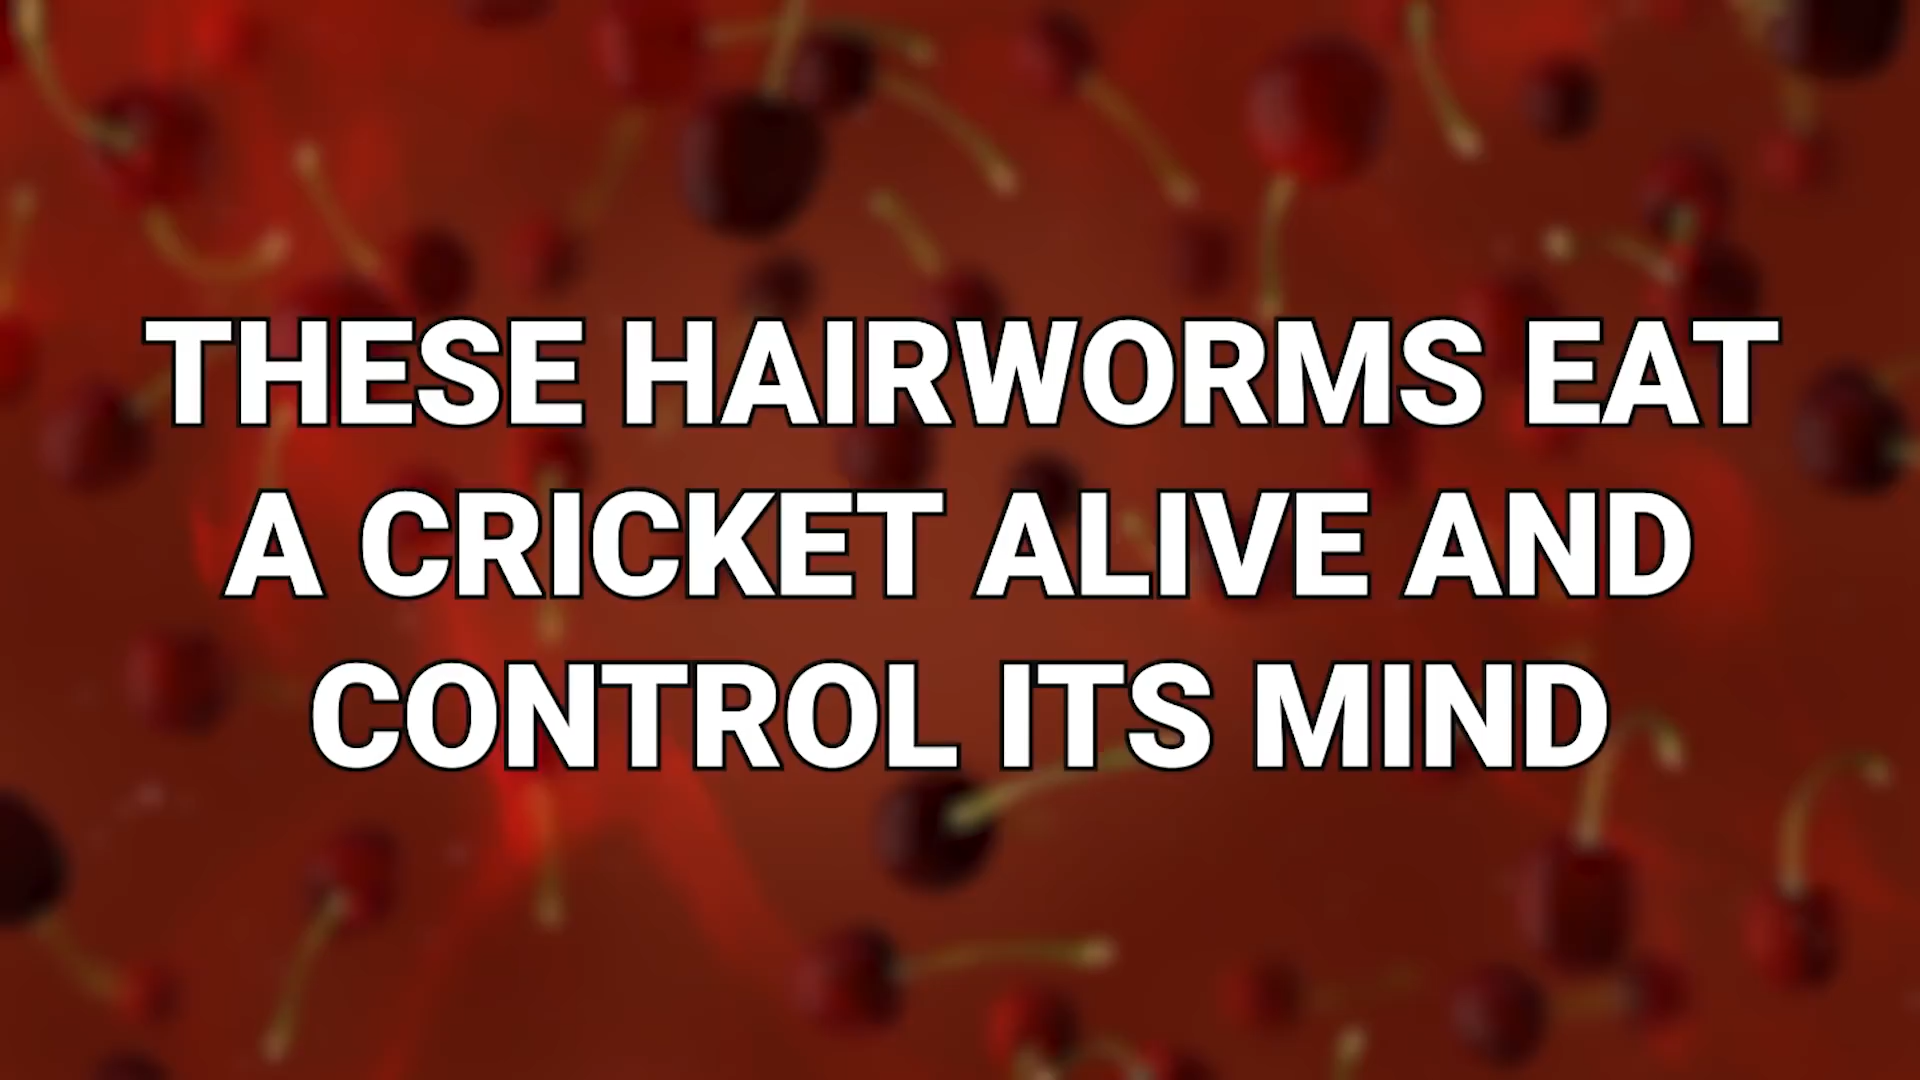 THESE HAIRWORMS EAT
A CRICKET ALIVE AND
CONTROL ITS MIND